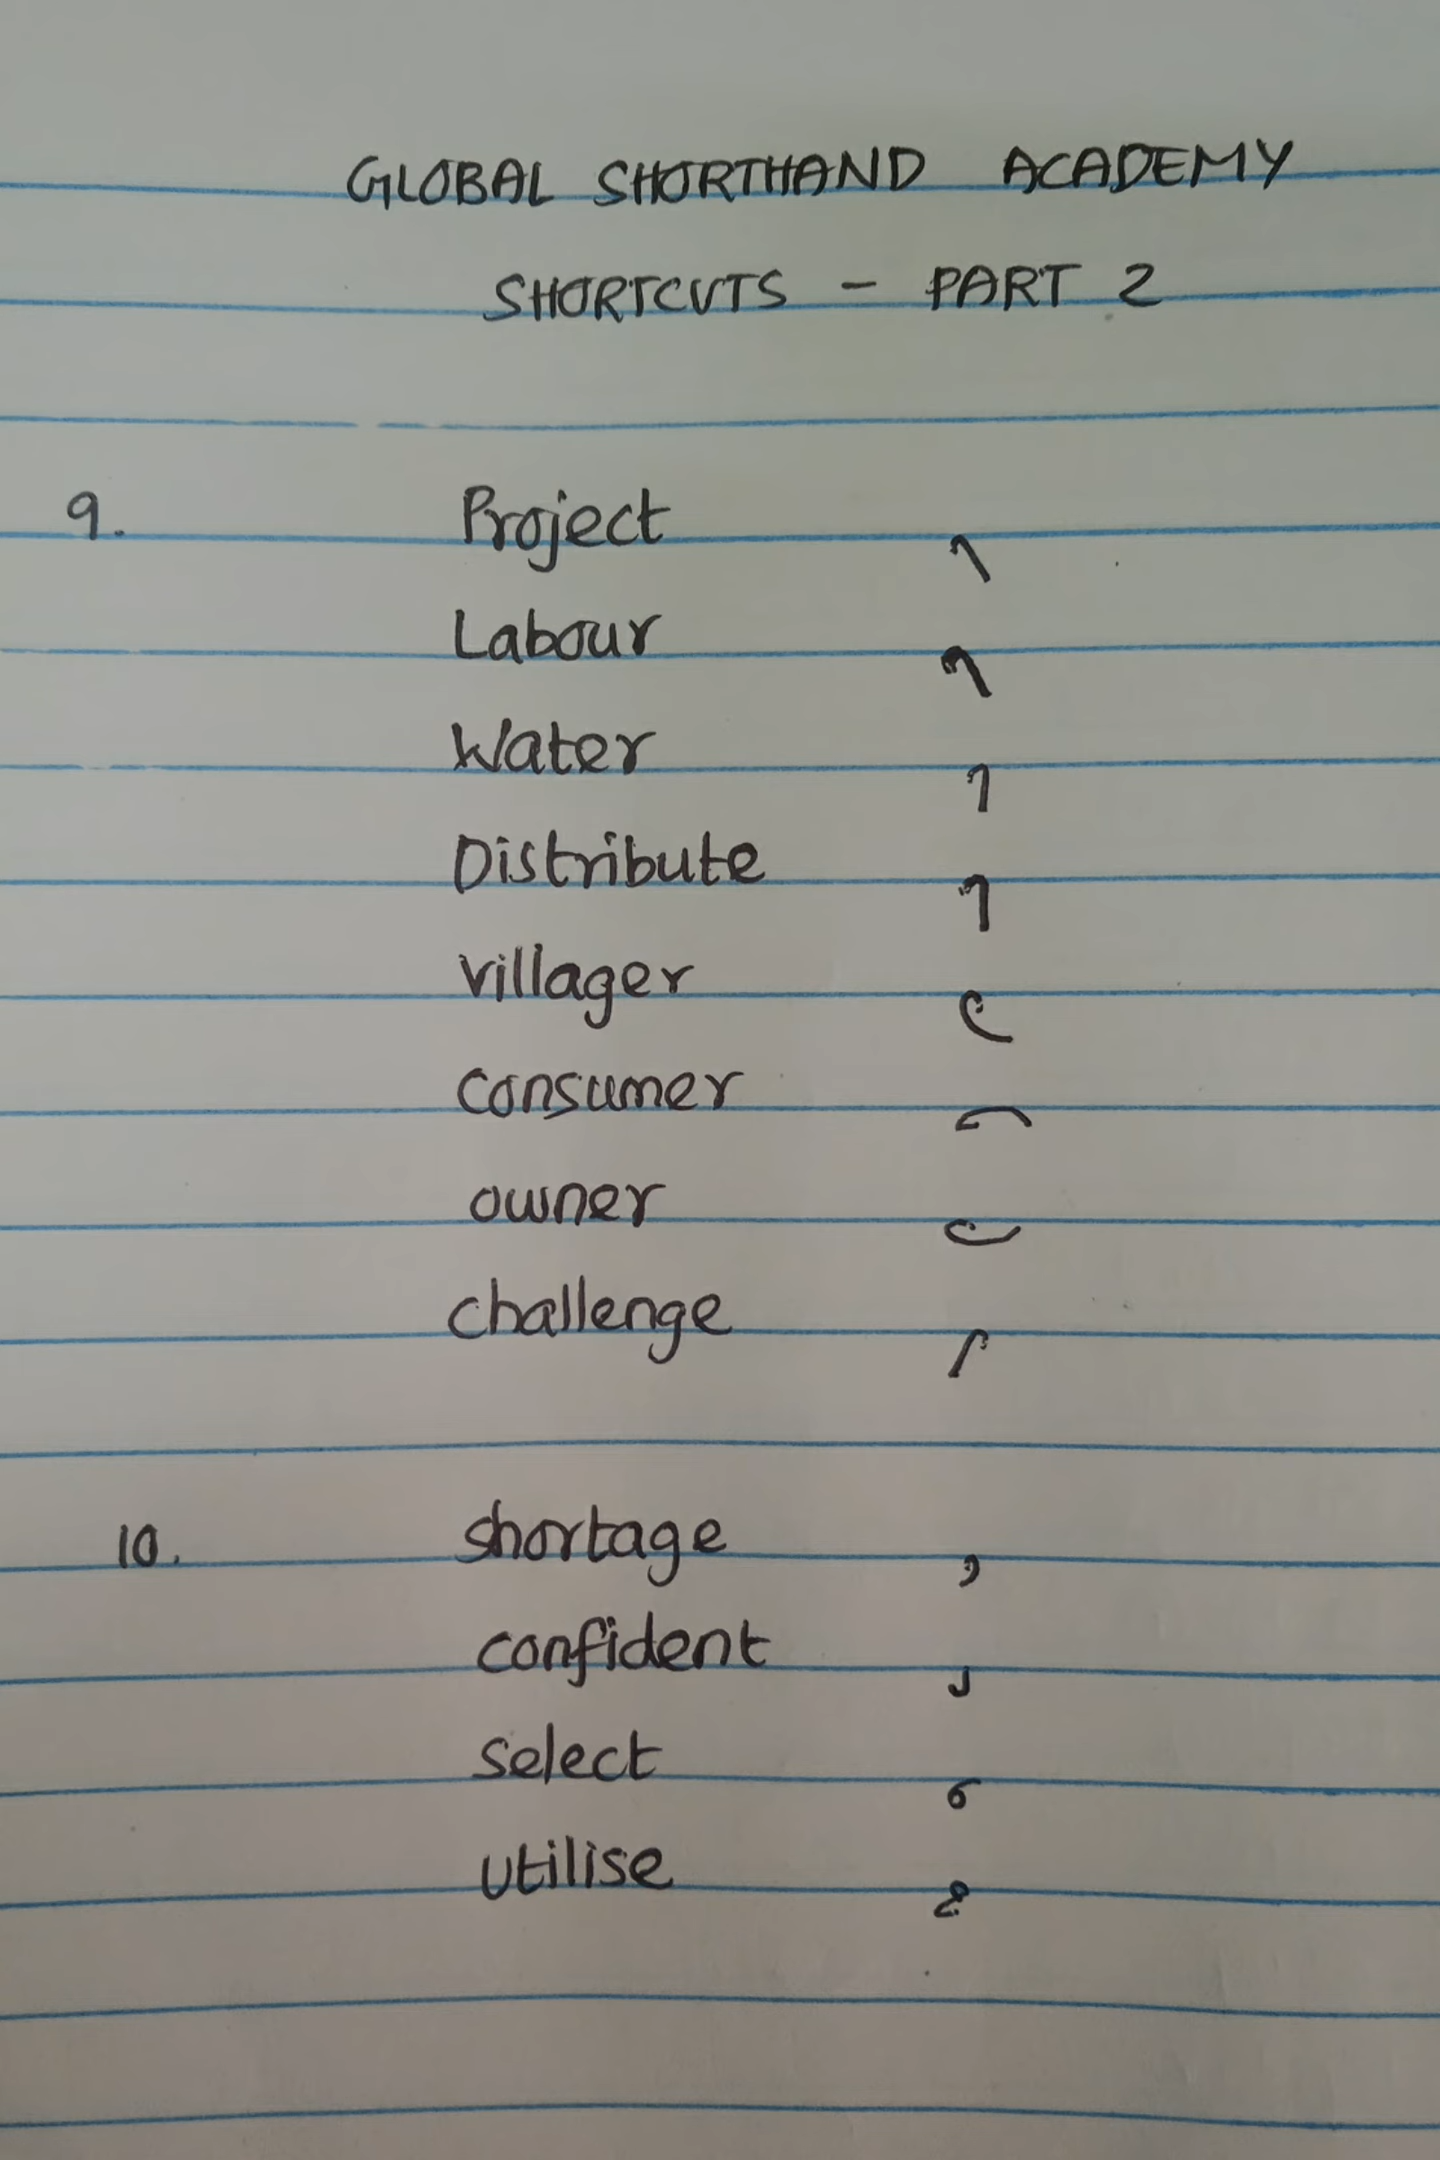 GLOBAL SHORTHAND ACADEMY
SHORTCUTS - PART 2
9. Project
Labour
Water
Distribute
villager
consumer
owner
challenge
10. shortage
confident
select
utilise